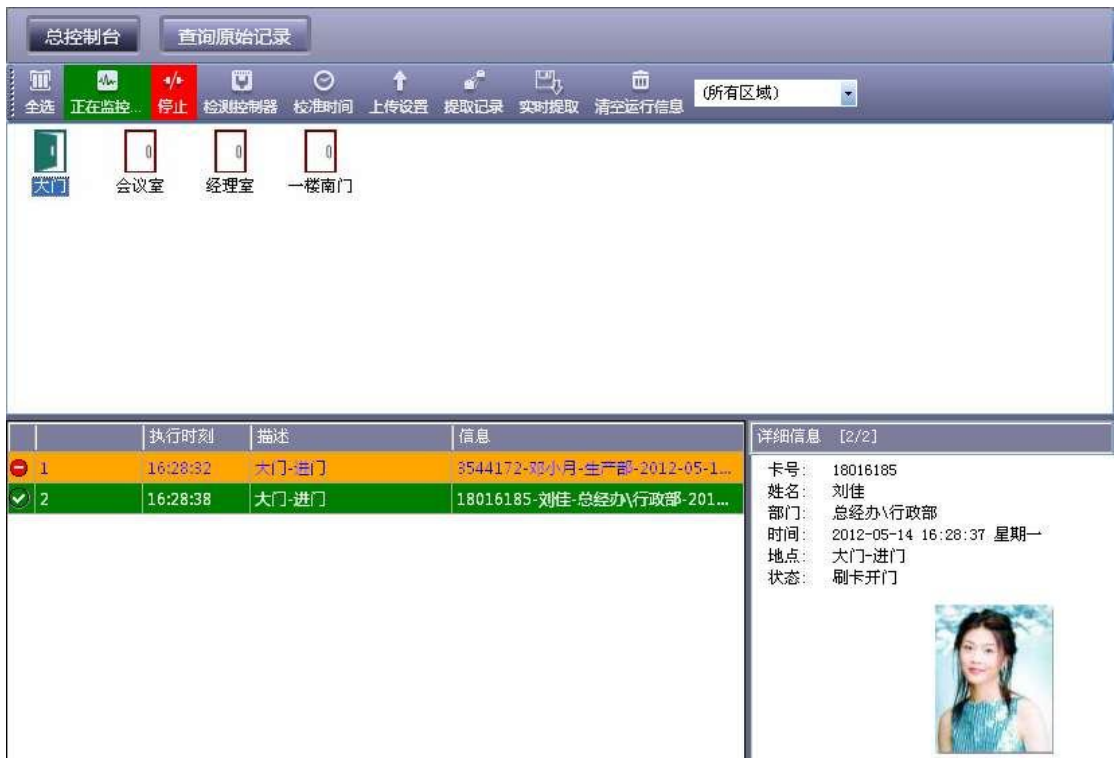 总控制台 查询原始记录
全选 正在监控... 停止 检测控制器 校准时间 上传设置 提取记录 实时提取 清空运行信息 (所有区域)
大门 会议室 经理室 一楼南门
执行时刻 描述 信息
1 16:28:32 大门-进门 3544172-邓小月-生产部-2012-05-1...
2 16:28:38 大门-进门 18016185-刘佳-总经办\行政部-201...
详细信息 [2/2]
卡号: 18016185
姓名: 刘佳
部门: 总经办\行政部
时间: 2012-05-14 16:28:37 星期一
地点: 大门-进门
状态: 刷卡开门